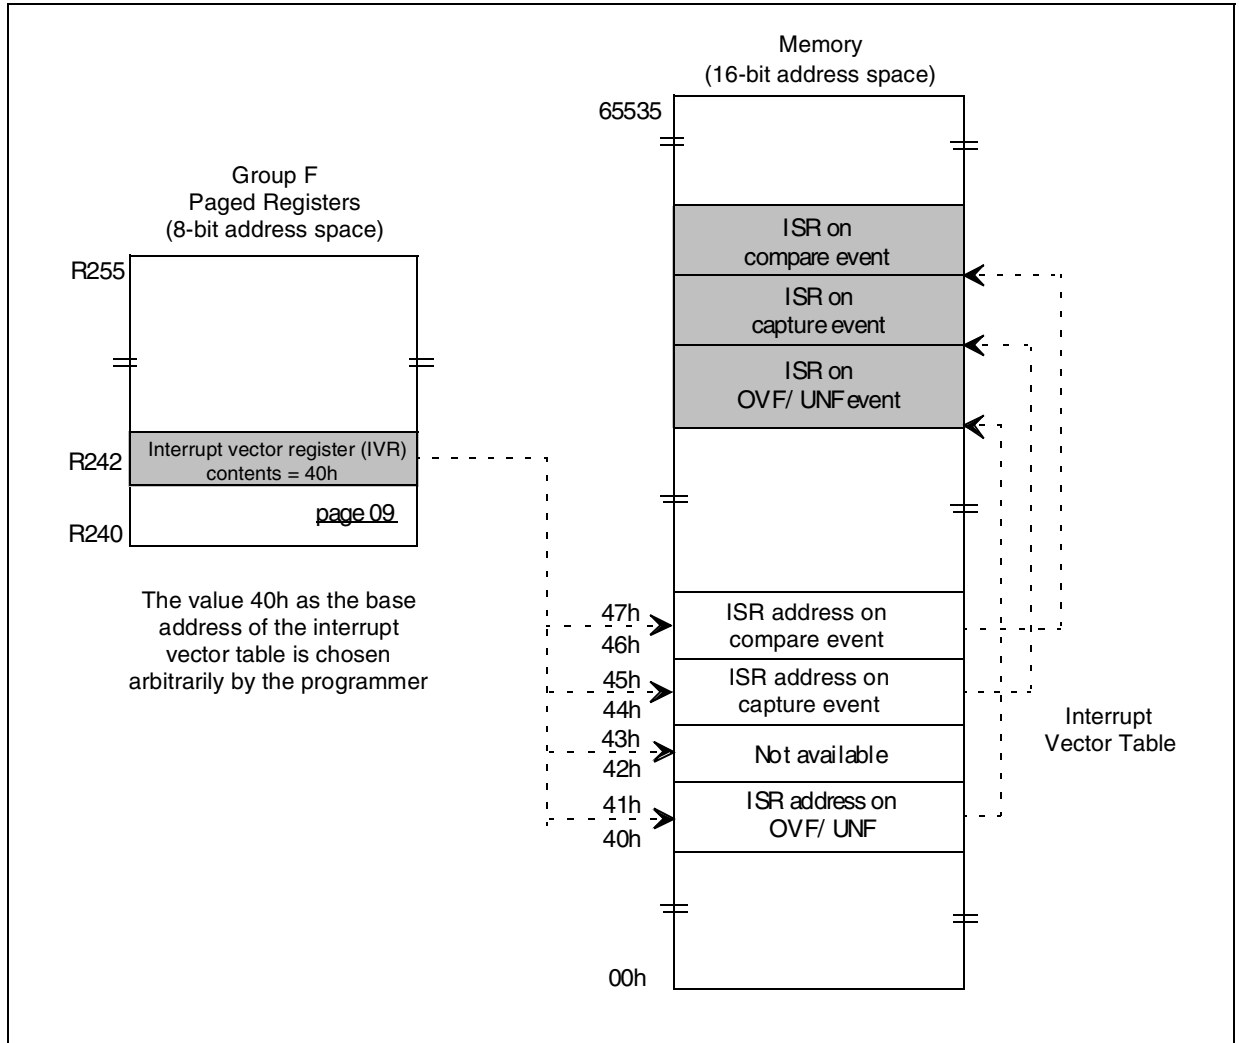 Group F
Paged Registers
(8-bit address space)
R255
R242
Interrupt vector register (IVR)
contents = 40h
page 09
R240
The value 40h as the base
address of the interrupt
vector table is chosen
arbitrarily by the programmer
Memory
(16-bit address space)
65535
ISR on
compare event
ISR on
capture event
ISR on
OVF/ UNF event
47h
46h
ISR address on
compare event
45h
44h
ISR address on
capture event
43h
42h
Not available
41h
40h
ISR address on
OVF/ UNF
00h
Interrupt
Vector Table